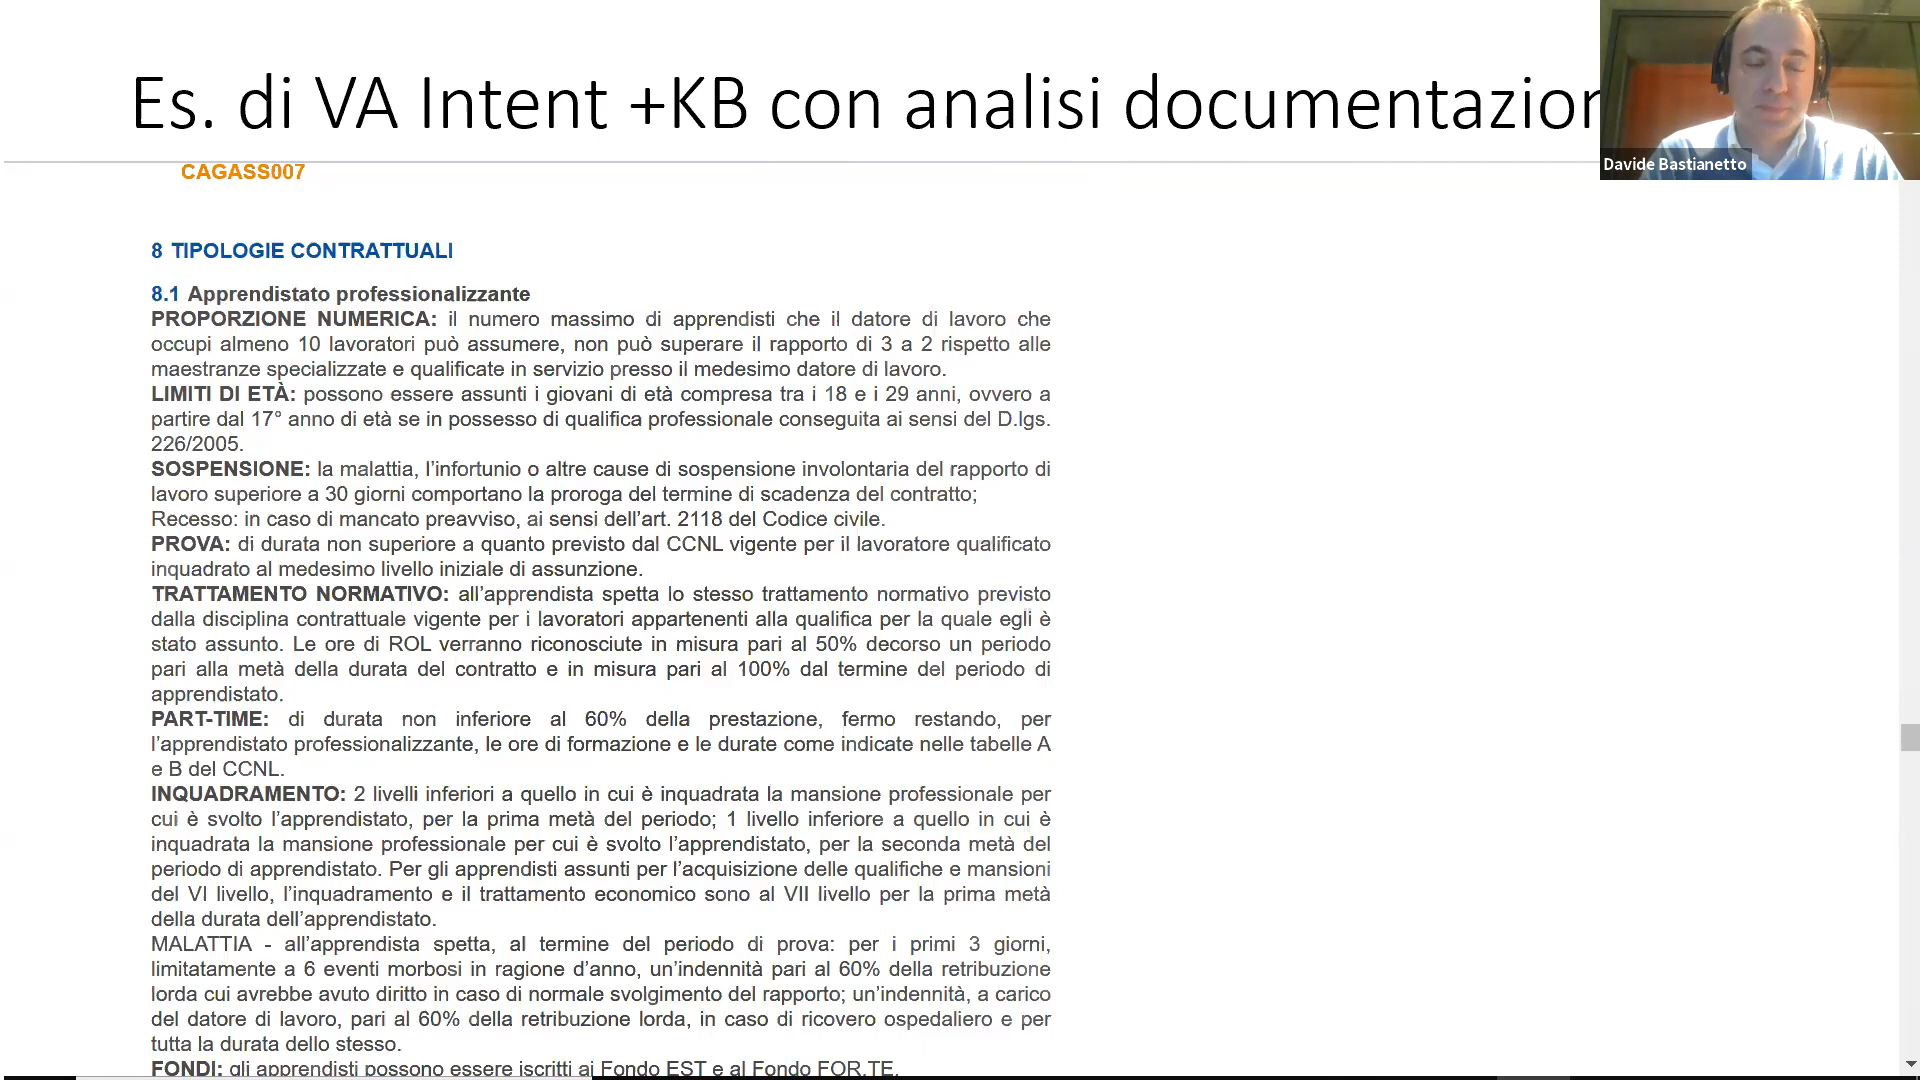 Es. di VA Intent +KB con analisi documentazion
Davide Bastianetto
CAGASS007
8 TIPOLOGIE CONTRATTUALI
8.1 Apprendistato professionalizzante
PROPORZIONE NUMERICA: il numero massimo di apprendisti che il datore di lavoro che
occupi almeno 10 lavoratori può assumere, non può superare il rapporto di 3 a 2 rispetto alle
maestranze specializzate e qualificate in servizio presso il medesimo datore di lavoro.
LIMITI DI ETÀ: possono essere assunti i giovani di età compresa tra i 18 e i 29 anni, ovvero a
partire dal 17° anno di età se in possesso di qualifica professionale conseguita ai sensi del D.lgs.
226/2005.
SOSPENSIONE: la malattia, l’infortunio o altre cause di sospensione involontaria del rapporto di
lavoro superiore a 30 giorni comportano la proroga del termine di scadenza del contratto;
Recesso: in caso di mancato preavviso, ai sensi dell’art. 2118 del Codice civile.
PROVA: di durata non superiore a quanto previsto dal CCNL vigente per il lavoratore qualificato
inquadrato al medesimo livello iniziale di assunzione.
TRATTAMENTO NORMATIVO: all’apprendista spetta lo stesso trattamento normativo previsto
dalla disciplina contrattuale vigente per i lavoratori appartenenti alla qualifica per la quale egli è
stato assunto. Le ore di ROL verranno riconosciute in misura pari al 50% decorso un periodo
pari alla metà della durata del contratto e in misura pari al 100% dal termine del periodo di
apprendistato.
PART-TIME: di durata non inferiore al 60% della prestazione, fermo restando, per
l’apprendistato professionalizzante, le ore di formazione e le durate come indicate nelle tabelle A
e B del CCNL.
INQUADRAMENTO: 2 livelli inferiori a quello in cui è inquadrata la mansione professionale per
cui è svolto l’apprendistato, per la prima metà del periodo; 1 livello inferiore a quello in cui è
inquadrata la mansione professionale per cui è svolto l’apprendistato, per la seconda metà del
periodo di apprendistato. Per gli apprendisti assunti per l’acquisizione delle qualifiche e mansioni
del VI livello, l’inquadramento e il trattamento economico sono al VII livello per la prima metà
della durata dell’apprendistato.
MALATTIA - all’apprendista spetta, al termine del periodo di prova: per i primi 3 giorni,
limitatamente a 6 eventi morbosi in ragione d’anno, un’indennità pari al 60% della retribuzione
lorda cui avrebbe avuto diritto in caso di normale svolgimento del rapporto; un’indennità, a carico
del datore di lavoro, pari al 60% della retribuzione lorda, in caso di ricovero ospedaliero e per
tutta la durata dello stesso.
FONDI: gli apprendisti possono essere iscritti ai Fondo EST e al Fondo FOR.TE.